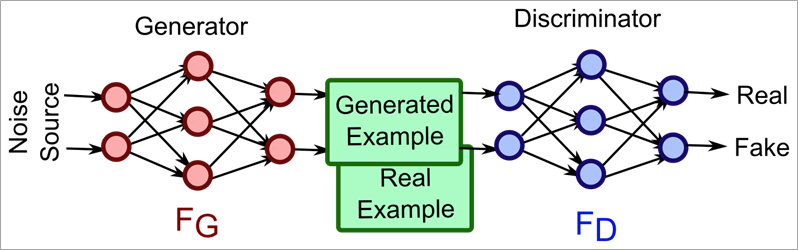 Generator
Discriminator
Noise
Source
Generated
Example
Real
Example
Real
Fake
FG
FD